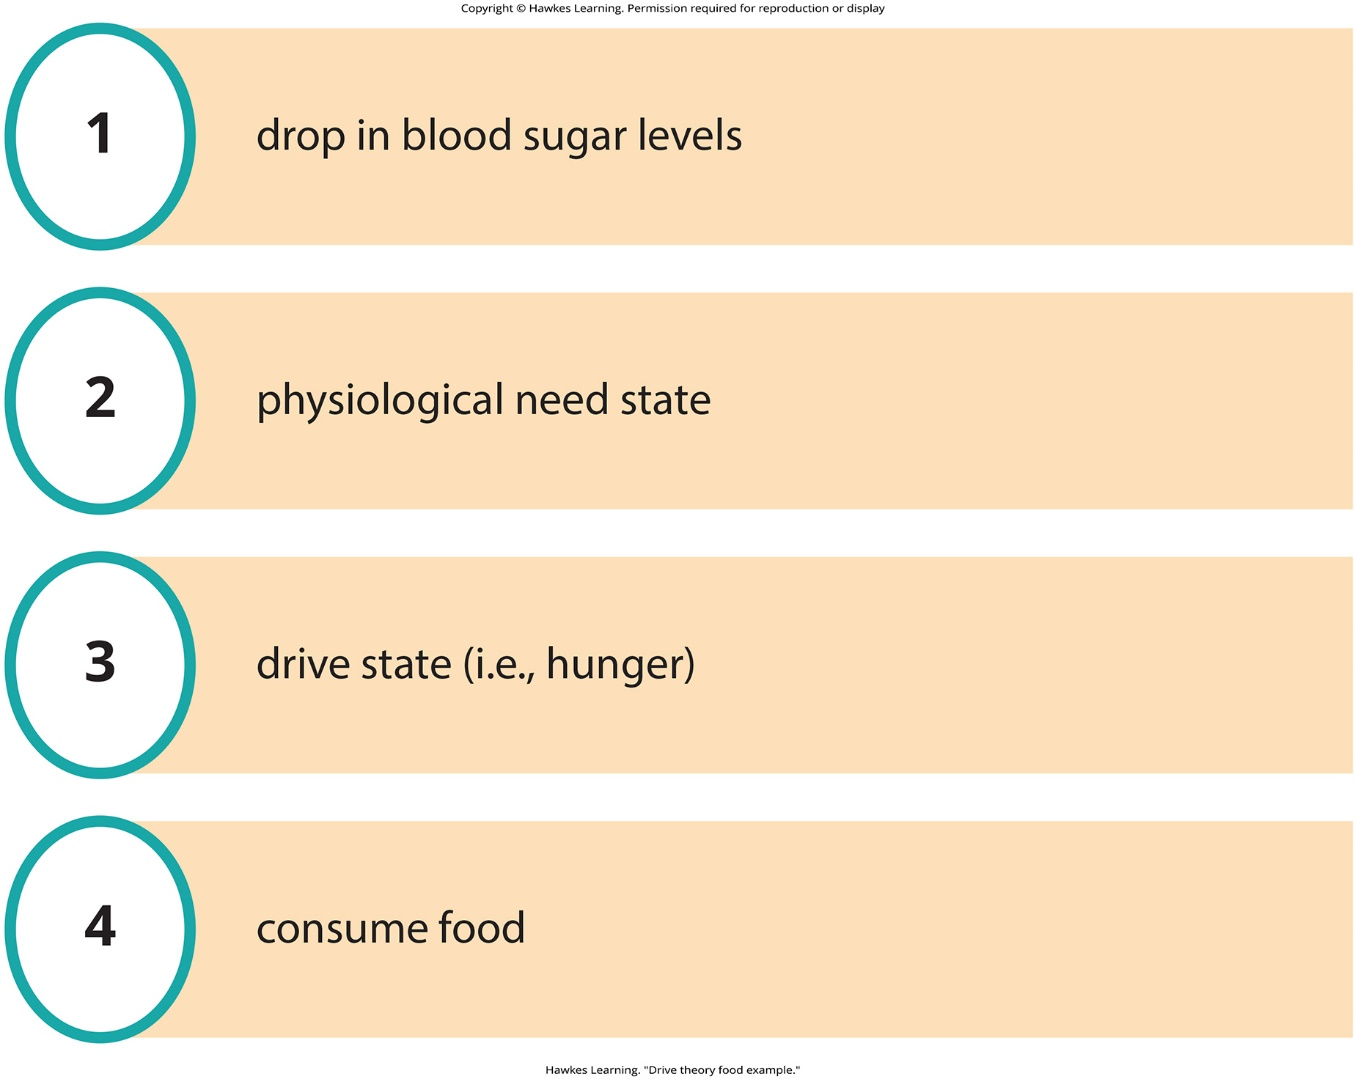 Copyright © Hawkes Learning. Permission required for reproduction or display
1
drop in blood sugar levels
2
physiological need state
3
drive state (i.e., hunger)
4
consume food
Hawkes Learning. "Drive theory food example."